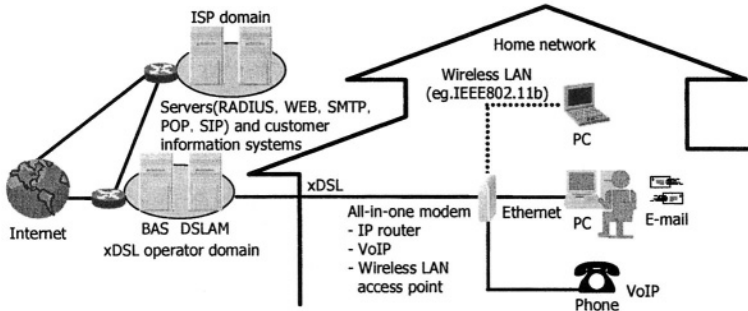 ISP domain
Servers(RADIUS, WEB, SMTP,
POP, SIP) and customer
information systems
Internet
BAS DSLAM
xDSL operator domain
Home network
Wireless LAN
(eg.IEEE802.11b)
PC
xDSL
All-in-one modem
- IP router
- VoIP
- Wireless LAN
access point
Ethernet
PC
E-mail
Phone
VoIP